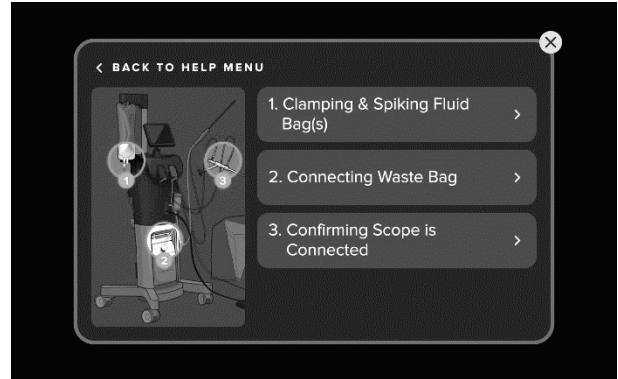 < BACK TO HELP MENU
1. Clamping & Spiking Fluid
Bag(s)
2. Connecting Waste Bag
3. Confirming Scope is
Connected
1
3
2